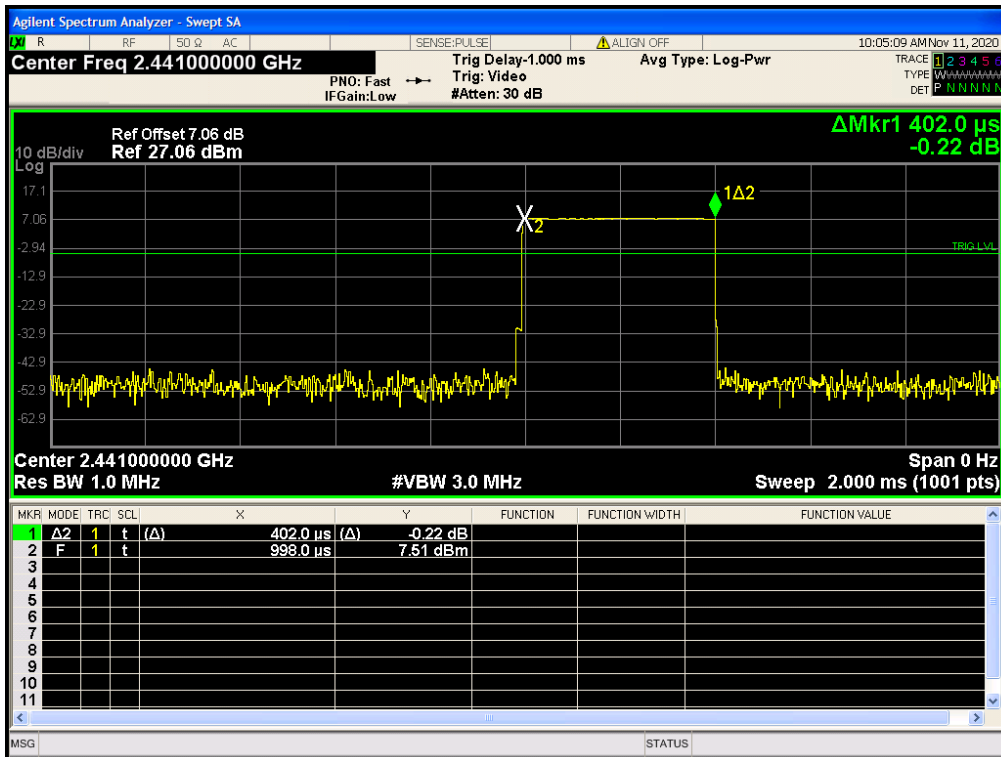 Agilent Spectrum Analyzer - Swept SA
LXI R RF 50 Ω AC SENSE:PULSE ALIGN OFF 10:05:09 AM Nov 11, 2020
Center Freq 2.441000000 GHz
PNO: Fast
IFGain:Low
Trig Delay-1.000 ms
Trig: Video
#Atten: 30 dB
Avg Type: Log-Pwr
TRACE 1 2 3 4 5 6
TYPE W
DET P N N N N N
ΔMkr1 402.0 µs
-0.22 dB
Ref Offset 7.06 dB
10 dB/div Ref 27.06 dBm
Log
17.1
1Δ2
7.06
2
-2.94
TRIG LVL
-12.9
-22.9
-32.9
-42.9
-52.9
-62.9
Center 2.441000000 GHz Span 0 Hz
Res BW 1.0 MHz #VBW 3.0 MHz Sweep 2.000 ms (1001 pts)
MKR MODE TRC SCL X Y FUNCTION FUNCTION WIDTH FUNCTION VALUE
1 Δ2 1 t (Δ) 402.0 µs (Δ) -0.22 dB
2 F 1 t 998.0 µs 7.51 dBm
3
4
5
6
7
8
9
10
11
MSG STATUS